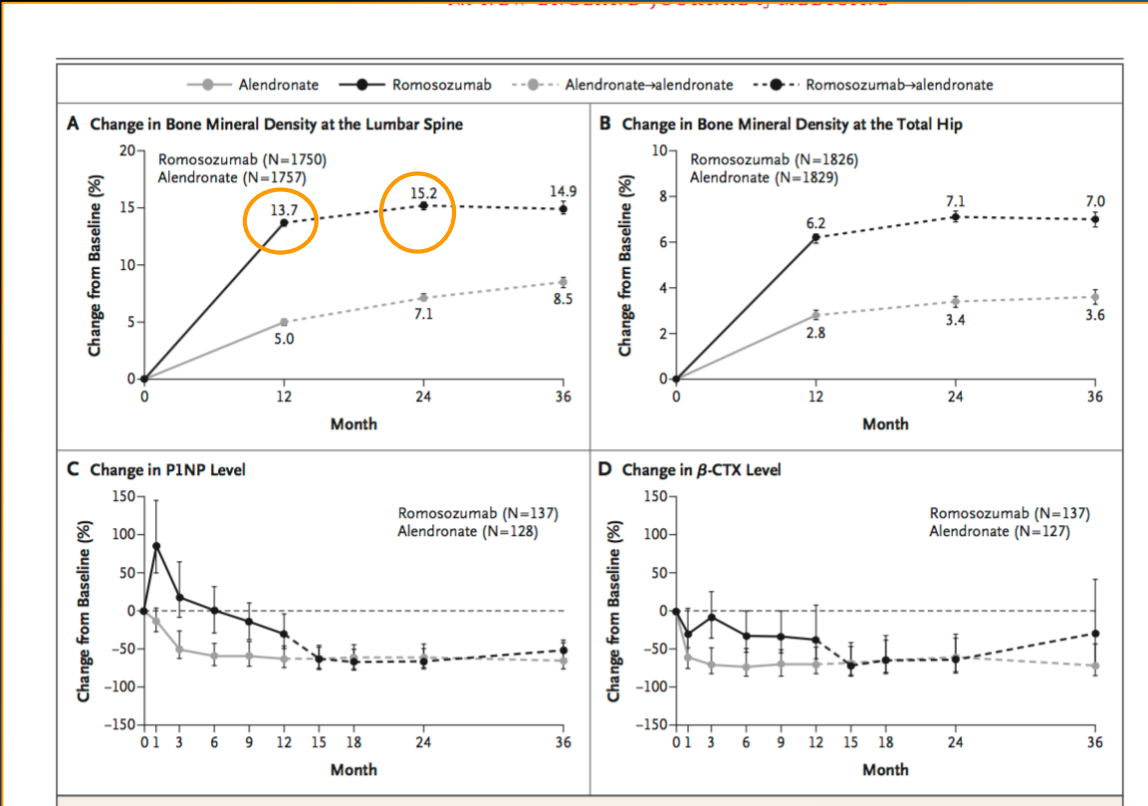 Alendronate Romosozumab Alendronate→alendronate Romosozumab→alendronate
A Change in Bone Mineral Density at the Lumbar Spine
20
15
10
5
0
Change from Baseline (%)
Romosozumab (N=1750)
Alendronate (N=1757)
13.7 15.2 14.9
5.0 7.1 8.5
0 12 24 36
Month
B Change in Bone Mineral Density at the Total Hip
10
8
6
4
2
0
Change from Baseline (%)
Romosozumab (N=1826)
Alendronate (N=1829)
6.2 7.1 7.0
2.8 3.4 3.6
0 12 24 36
Month
C Change in P1NP Level
150
100
50
0
−50
−100
−150
Change from Baseline (%)
Romosozumab (N=137)
Alendronate (N=128)
0 1 3 6 9 12 15 18 24 36
Month
D Change in β-CTX Level
150
100
50
0
−50
−100
−150
Change from Baseline (%)
Romosozumab (N=137)
Alendronate (N=127)
0 1 3 6 9 12 15 18 24 36
Month